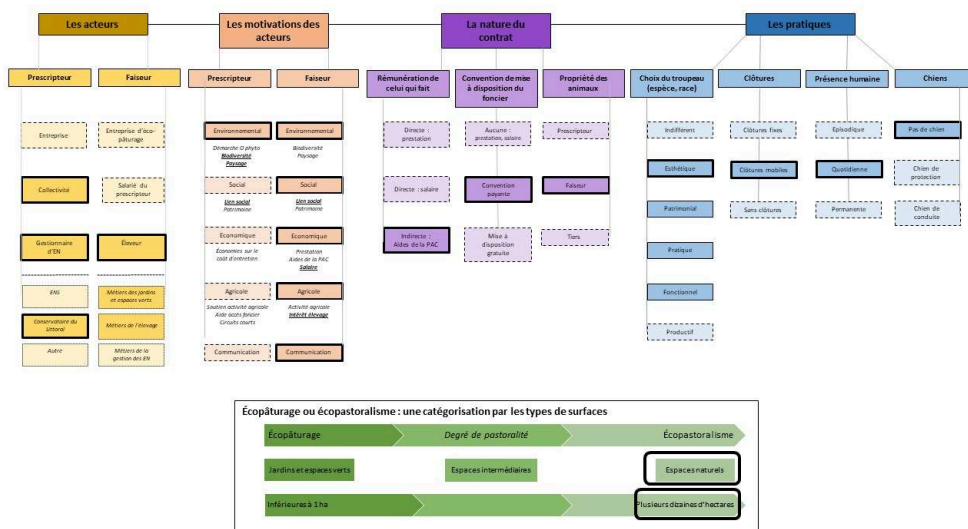 Les acteurs
Les motivations des
acteurs
La nature du
contrat
Les pratiques
Prescripteur
Faiseur
Prescripteur
Faiseur
Rémunération de
celui qui fait
Convention de mise
à disposition du
foncier
Propriété des
animaux
Choix du troupeau
(espèce, race)
Clôtures
Présence humaine
Chiens
Entreprise
Collectivité
Gestionnaire
d'EN
ENS
Conservatoire du
Littoral
Autre
Entreprise d'éco-
pâturage
Salarié du
prescripteur
Éleveur
Métiers des jardins
et espaces verts
Métiers de l'élevage
Métiers de la
gestion des EN
Environnemental
Démarche 0 phyto
Biodiversité
Paysage
Social
Lien social
Patrimoine
Economique
Économies sur le
coût d'entretien
Agricole
Soutien activité agricole
Aide accès foncier
Circuits courts
Communication
Environnemental
Biodiversité
Paysage
Social
Lien social
Patrimoine
Economique
Prestation
Aides de la PAC
Salaire
Agricole
Activité agricole
Intérêt élevage
Communication
Directe :
prestation
Directe : salaire
Indirecte :
Aides de la PAC
Aucune :
prestation, salaire
Convention
payante
Mise à
disposition
gratuite
Prescripteur
Faiseur
Tiers
Indifférent
Esthétique
Patrimonial
Pratique
Fonctionnel
Productif
Clôtures fixes
Clôtures mobiles
Sans clôtures
Episodique
Quotidienne
Permanente
Pas de chien
Chien de
protection
Chien de
conduite
Écopâturage ou écopastoralisme : une catégorisation par les types de surfaces
Écopâturage
Degré de pastoralité
Écopastoralisme
Jardins et espaces verts
Espaces intermédiaires
Espaces naturels
Inférieures à 1 ha
Plusieurs dizaines d'hectares